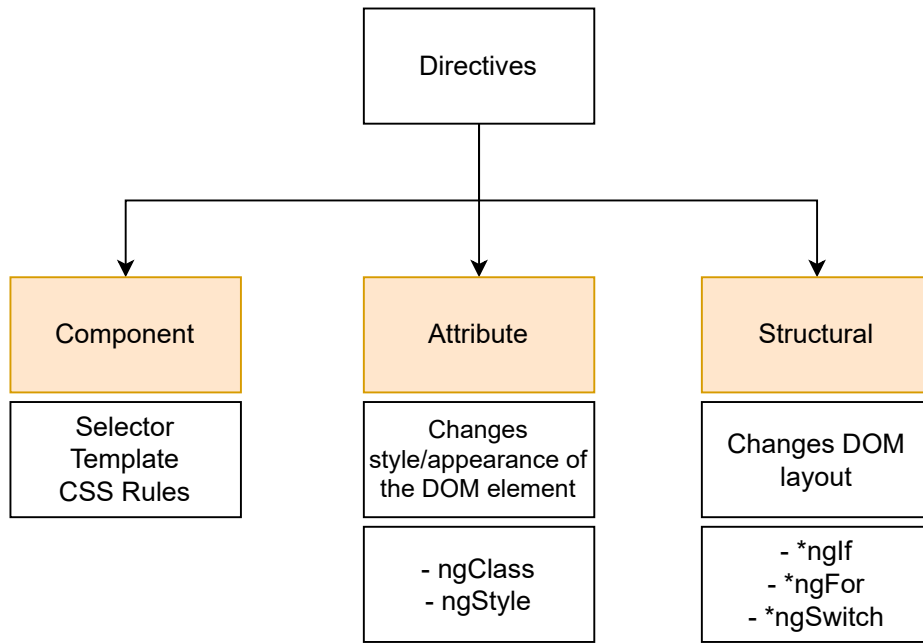 Directives
Component
Attribute
Structural
Selector
Template
CSS Rules
Changes
style/appearance of
the DOM element
Changes DOM
layout
- ngClass
- ngStyle
- *ngIf
- *ngFor
- *ngSwitch